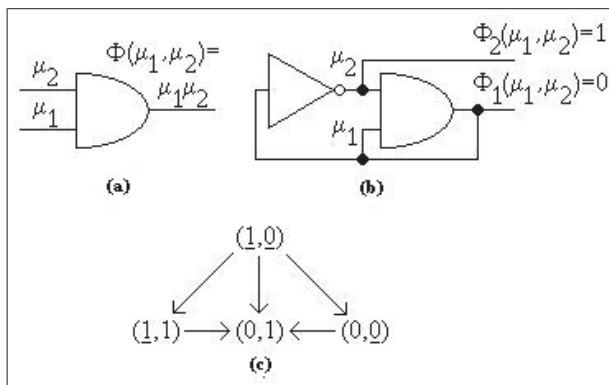 Φ(μ₁,μ₂)=
μ₂
μ₁μ₂
μ₁
(a)
Φ₂(μ₁,μ₂)=1
μ₂
Φ₁(μ₁,μ₂)=0
μ₁
(b)
(1̲,0̲)
(1̲,1) (0,1) (0,0̲)
(c)